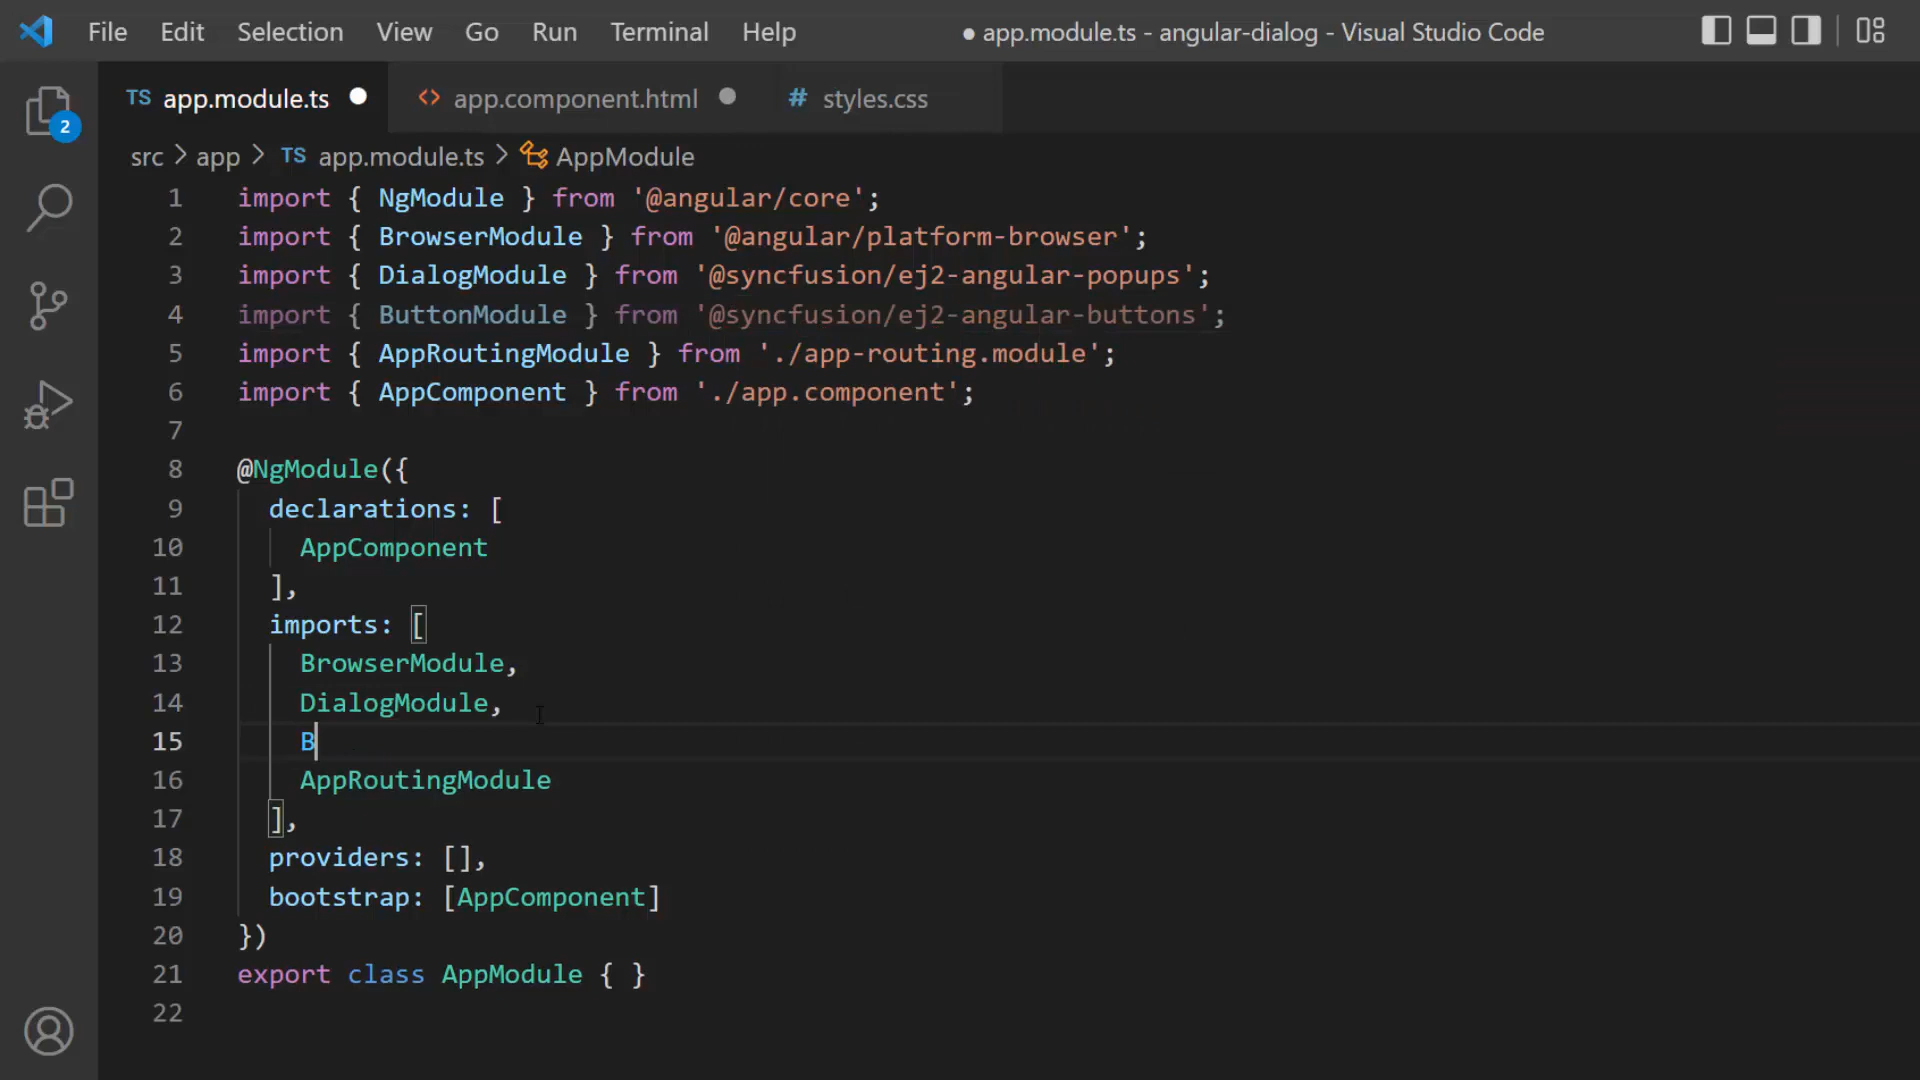 File Edit Selection View Go Run Terminal Help ● app.module.ts - angular-dialog - Visual Studio Code
TS app.module.ts ● <> app.component.html ● # styles.css
2
src > app > TS app.module.ts > AppModule
1 import { NgModule } from '@angular/core';
2 import { BrowserModule } from '@angular/platform-browser';
3 import { DialogModule } from '@syncfusion/ej2-angular-popups';
4 import { ButtonModule } from '@syncfusion/ej2-angular-buttons';
5 import { AppRoutingModule } from './app-routing.module';
6 import { AppComponent } from './app.component';
7
8 @NgModule({
9   declarations: [
10     AppComponent
11   ],
12   imports: [
13     BrowserModule,
14     DialogModule,
15     B
16     AppRoutingModule
17   ],
18   providers: [],
19   bootstrap: [AppComponent]
20 })
21 export class AppModule { }
22